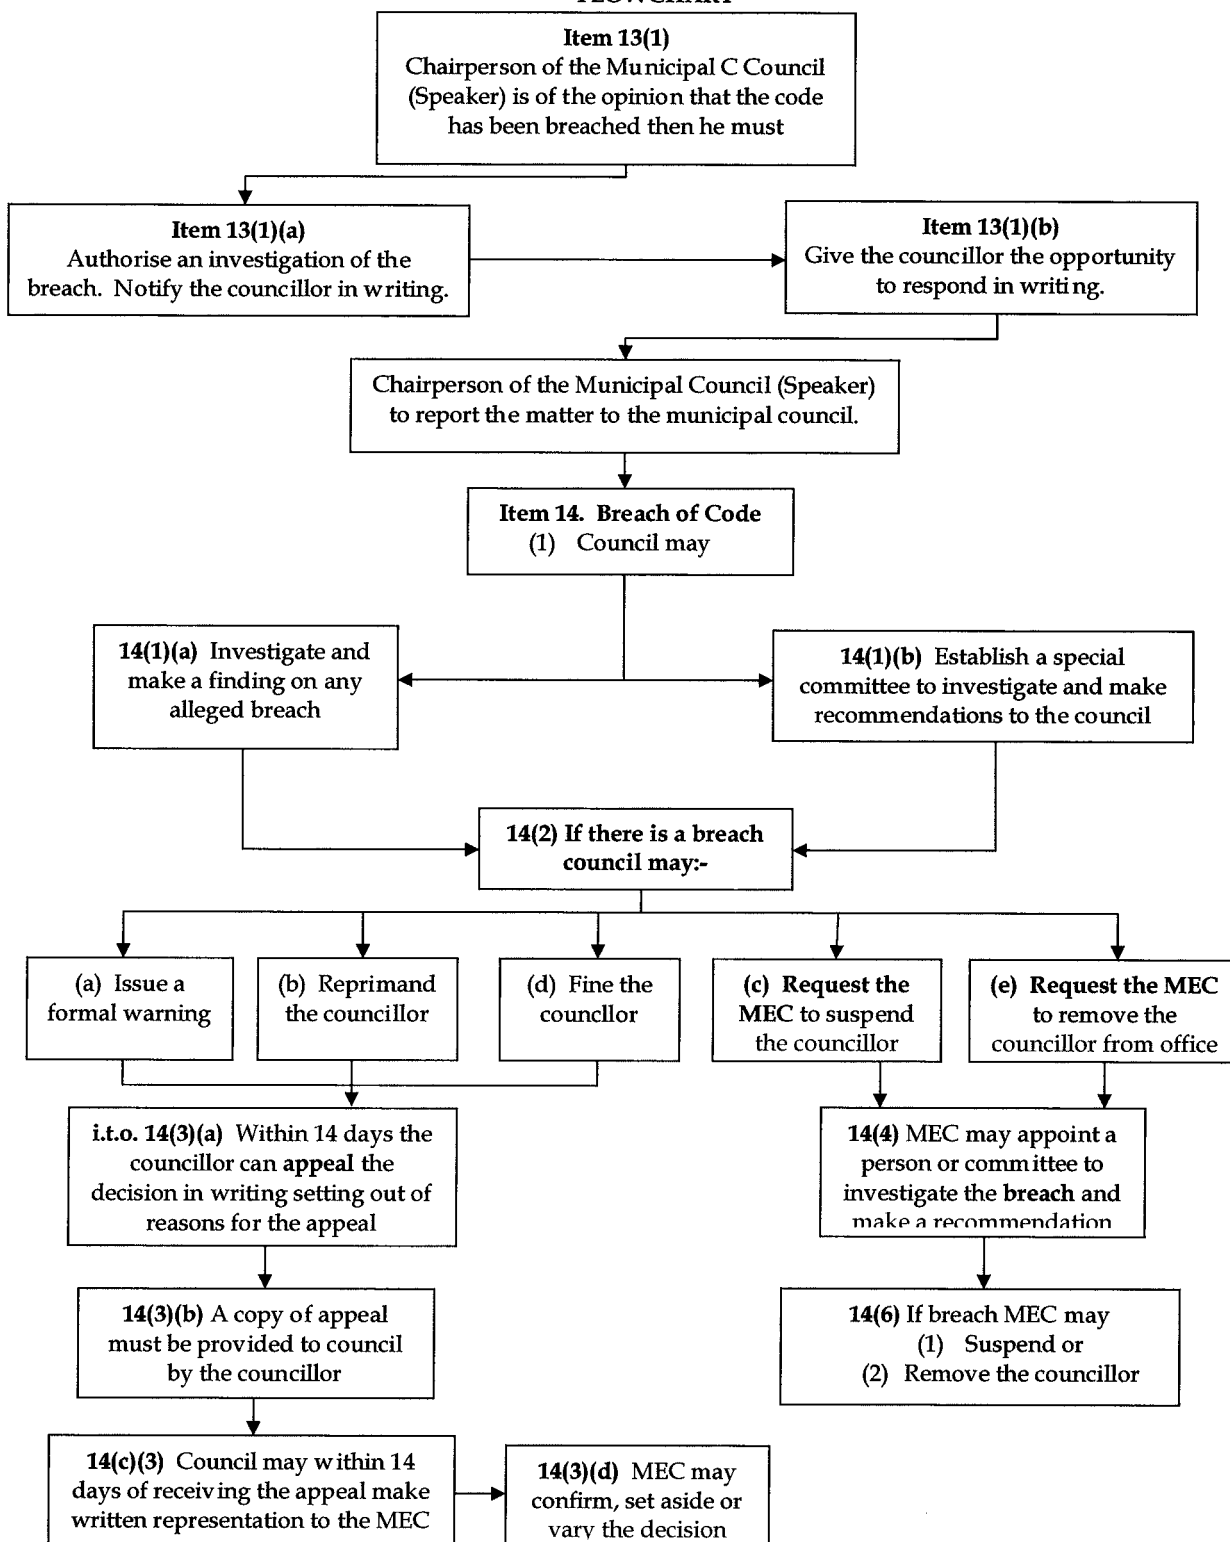 FLOWCHART
Item 13(1)
Chairperson of the Municipal C Council
(Speaker) is of the opinion that the code
has been breached then he must
Item 13(1)(a)
Authorise an investigation of the
breach. Notify the councillor in writing.
Item 13(1)(b)
Give the councillor the opportunity
to respond in writing.
Chairperson of the Municipal Council (Speaker)
to report the matter to the municipal council.
Item 14. Breach of Code
(1) Council may
14(1)(a) Investigate and
make a finding on any
alleged breach
14(1)(b) Establish a special
committee to investigate and make
recommendations to the council
14(2) If there is a breach
council may:-
(a) Issue a
formal warning
(b) Reprimand
the councillor
(d) Fine the
councllor
(c) Request the
MEC to suspend
the councillor
(e) Request the MEC
to remove the
councillor from office
i.t.o. 14(3)(a) Within 14 days the
councillor can appeal the
decision in writing setting out of
reasons for the appeal
14(4) MEC may appoint a
person or committee to
investigate the breach and
make a recommendation
14(3)(b) A copy of appeal
must be provided to council
by the councillor
14(6) If breach MEC may
(1) Suspend or
(2) Remove the councillor
14(c)(3) Council may within 14
days of receiving the appeal make
written representation to the MEC
14(3)(d) MEC may
confirm, set aside or
vary the decision